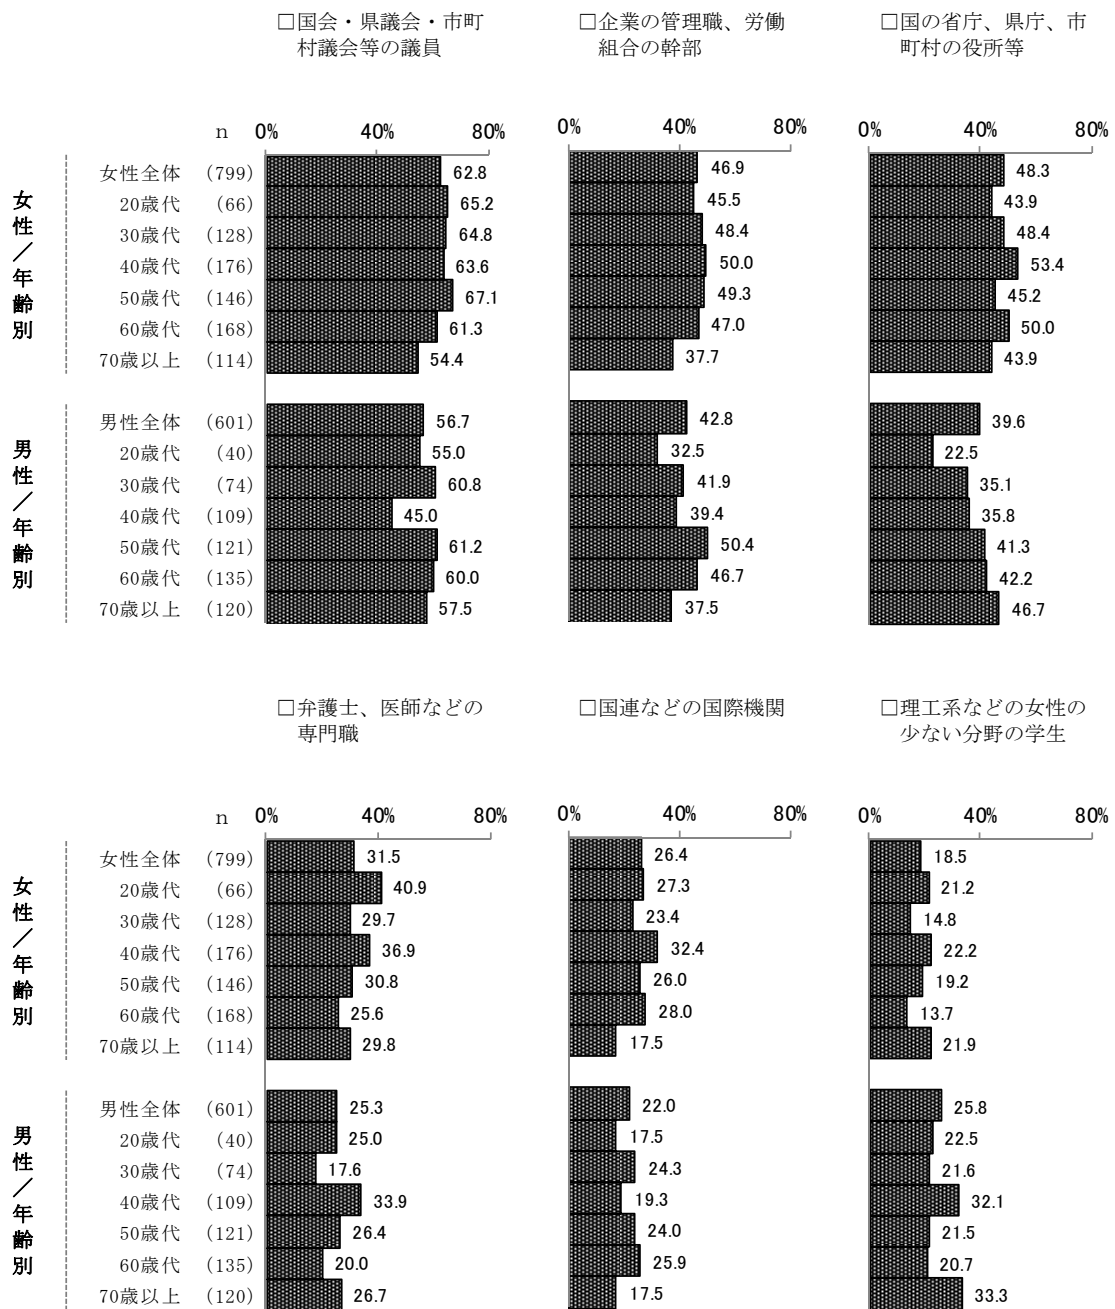 □国会・県議会・市町
村議会等の議員
□企業の管理職、労働
組合の幹部
□国の省庁、県庁、市
町村の役所等
n 0% 40% 80% 0% 40% 80% 0% 40% 80%
女性／年齢別
女性全体 (799) 62.8 46.9 48.3
20歳代 (66) 65.2 45.5 43.9
30歳代 (128) 64.8 48.4 48.4
40歳代 (176) 63.6 50.0 53.4
50歳代 (146) 67.1 49.3 45.2
60歳代 (168) 61.3 47.0 50.0
70歳以上 (114) 54.4 37.7 43.9
男性／年齢別
男性全体 (601) 56.7 42.8 39.6
20歳代 (40) 55.0 32.5 22.5
30歳代 (74) 60.8 41.9 35.1
40歳代 (109) 45.0 39.4 35.8
50歳代 (121) 61.2 50.4 41.3
60歳代 (135) 60.0 46.7 42.2
70歳以上 (120) 57.5 37.5 46.7
□弁護士、医師などの
専門職
□国連などの国際機関
□理工系などの女性の
少ない分野の学生
n 0% 40% 80% 0% 40% 80% 0% 40% 80%
女性／年齢別
女性全体 (799) 31.5 26.4 18.5
20歳代 (66) 40.9 27.3 21.2
30歳代 (128) 29.7 23.4 14.8
40歳代 (176) 36.9 32.4 22.2
50歳代 (146) 30.8 26.0 19.2
60歳代 (168) 25.6 28.0 13.7
70歳以上 (114) 29.8 17.5 21.9
男性／年齢別
男性全体 (601) 25.3 22.0 25.8
20歳代 (40) 25.0 17.5 22.5
30歳代 (74) 17.6 24.3 21.6
40歳代 (109) 33.9 19.3 32.1
50歳代 (121) 26.4 24.0 21.5
60歳代 (135) 20.0 25.9 20.7
70歳以上 (120) 26.7 17.5 33.3